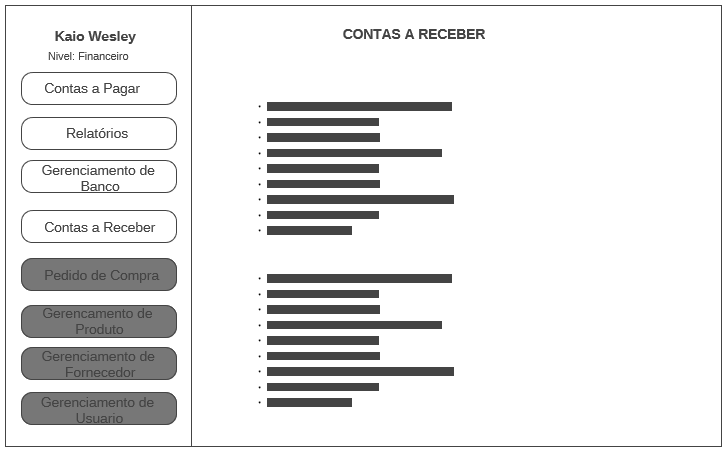 Kaio Wesley
Nivel: Financeiro
Contas a Pagar
Relatórios
Gerenciamento de
Banco
Contas a Receber
Pedido de Compra
Gerencamento de
Produto
Gerenciamento de
Fornecedor
Gerenciamento de
Usuario
CONTAS A RECEBER